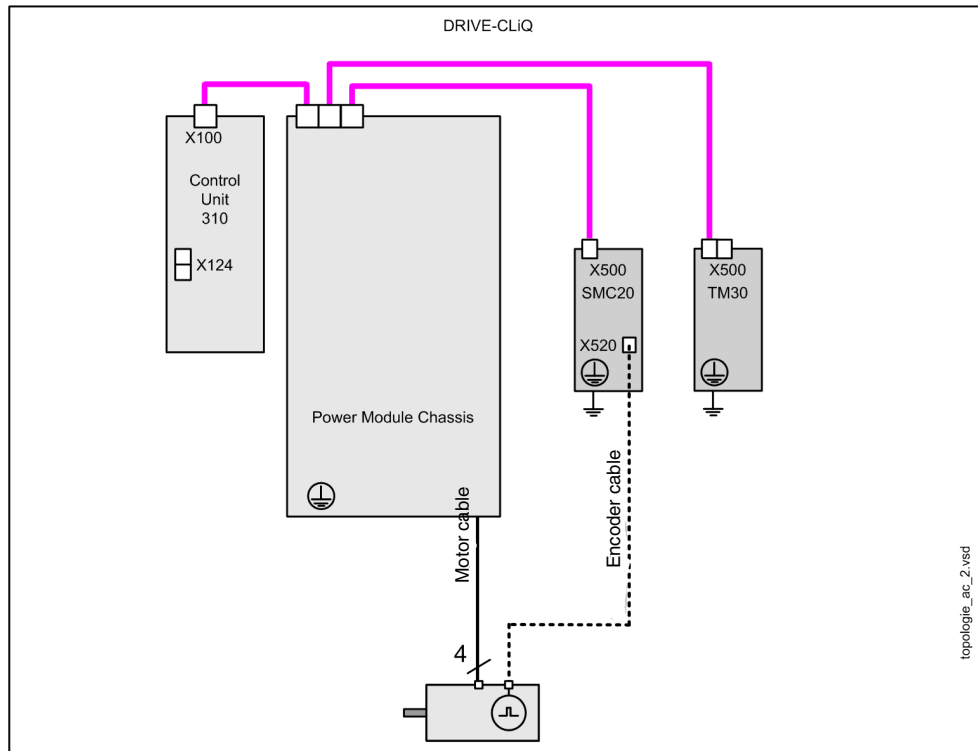 DRIVE-CLiQ
X100
Control
Unit
310
X124
X500
SMC20
X520
X500
TM30
Power Module Chassis
Motor cable
Encoder cable
4
topologie_ac_2.vsd